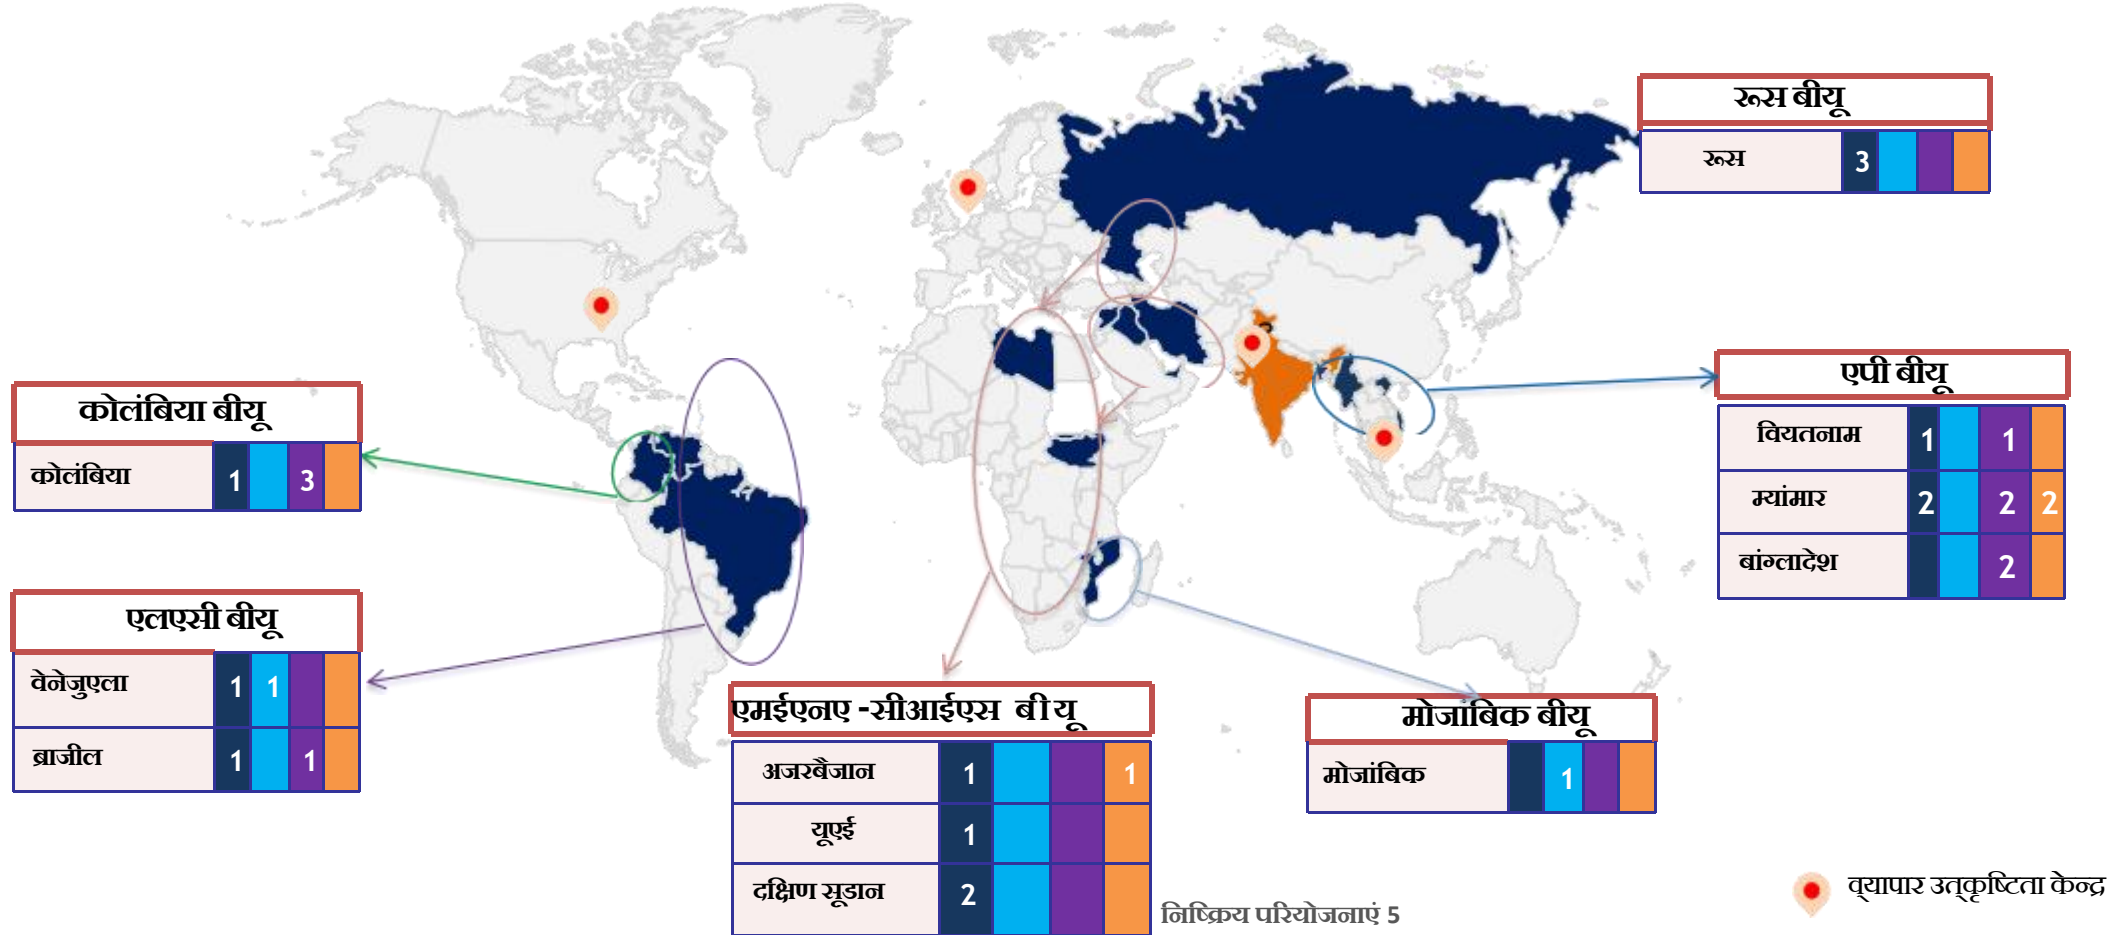 रूस बीयू
रूस 3
कोलंबिया बीयू
कोलंबिया 1 3
एपी बीयू
वियतनाम 1 1
म्यांमार 2 2 2
बांग्लादेश 2
एलएसी बीयू
वेनेजुएला 1 1
ब्राजील 1 1
एमईएनए -सीआईएस बीयू
अजरबैजान 1 1
यूएई 1
दक्षिण सूडान 2
निष्क्रिय परियोजनाएं 5
मोजांबिक बीयू
मोजांबिक 1
व्यापार उत्कृष्टिता केन्द्र